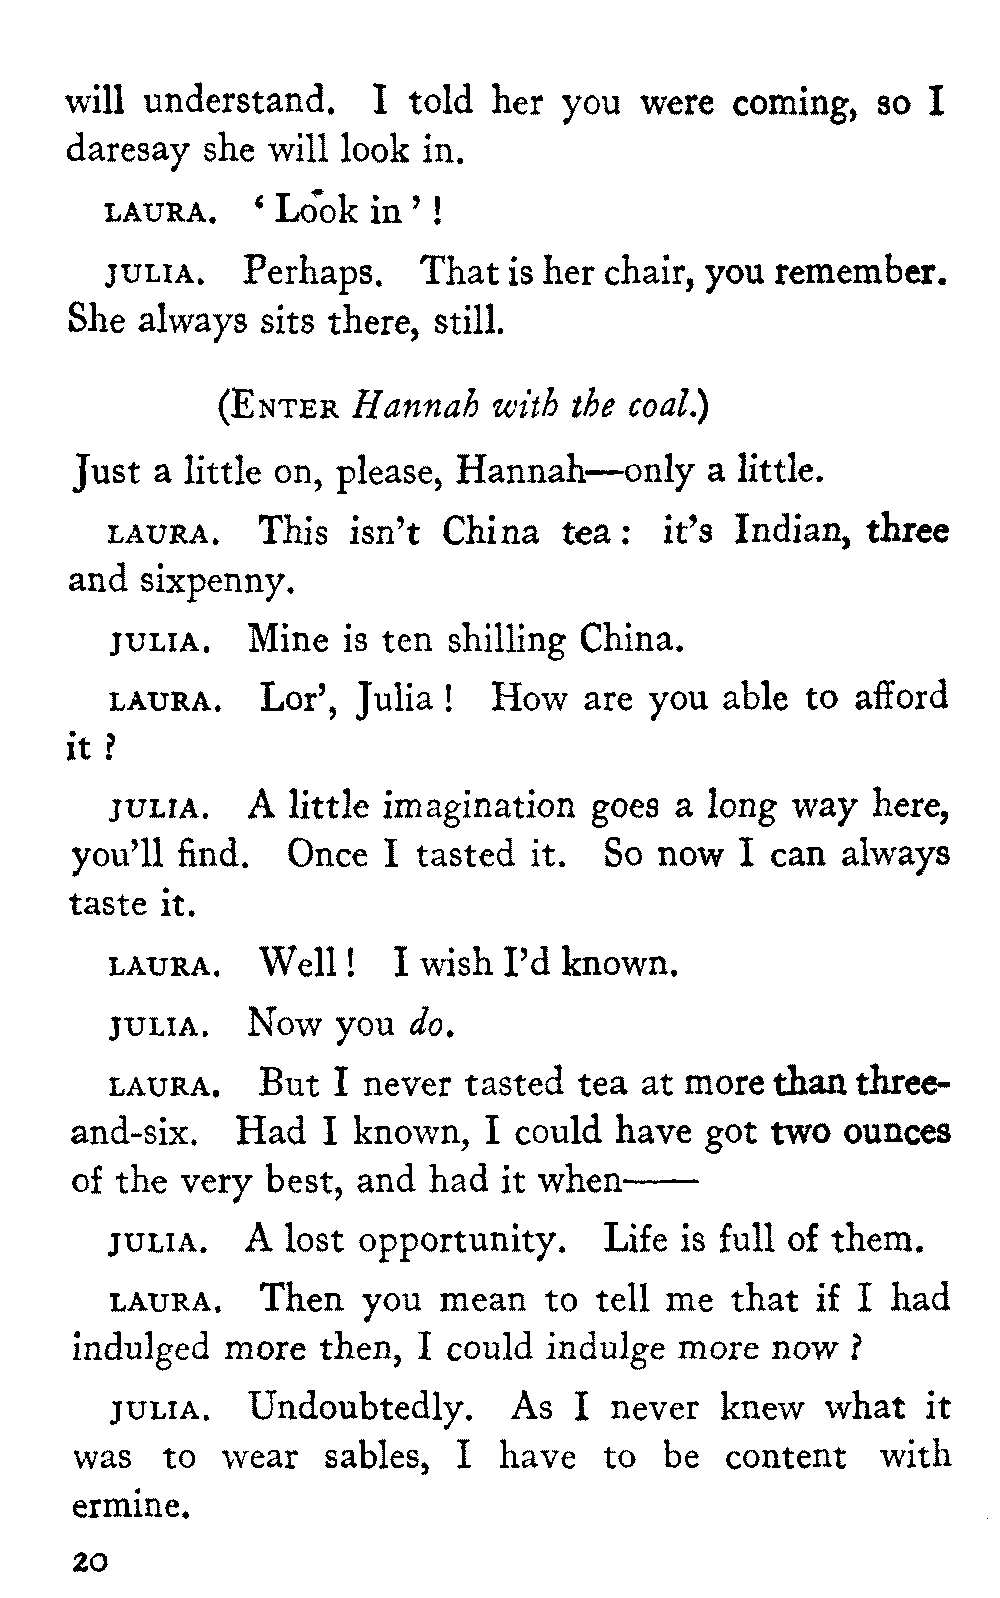 will understand. I told her you were coming, so I
daresay she will look in.
LAURA. ‘ Look in ’ !
JULIA. Perhaps. That is her chair, you remember.
She always sits there, still.
(ENTER Hannah with the coal.)
Just a little on, please, Hannah—only a little.
LAURA. This isn’t China tea : it’s Indian, three
and sixpenny.
JULIA. Mine is ten shilling China.
LAURA. Lor’, Julia ! How are you able to afford
it ?
JULIA. A little imagination goes a long way here,
you’ll find. Once I tasted it. So now I can always
taste it.
LAURA. Well ! I wish I’d known.
JULIA. Now you do.
LAURA. But I never tasted tea at more than three-
and-six. Had I known, I could have got two ounces
of the very best, and had it when——
JULIA. A lost opportunity. Life is full of them.
LAURA. Then you mean to tell me that if I had
indulged more then, I could indulge more now ?
JULIA. Undoubtedly. As I never knew what it
was to wear sables, I have to be content with
ermine.
20